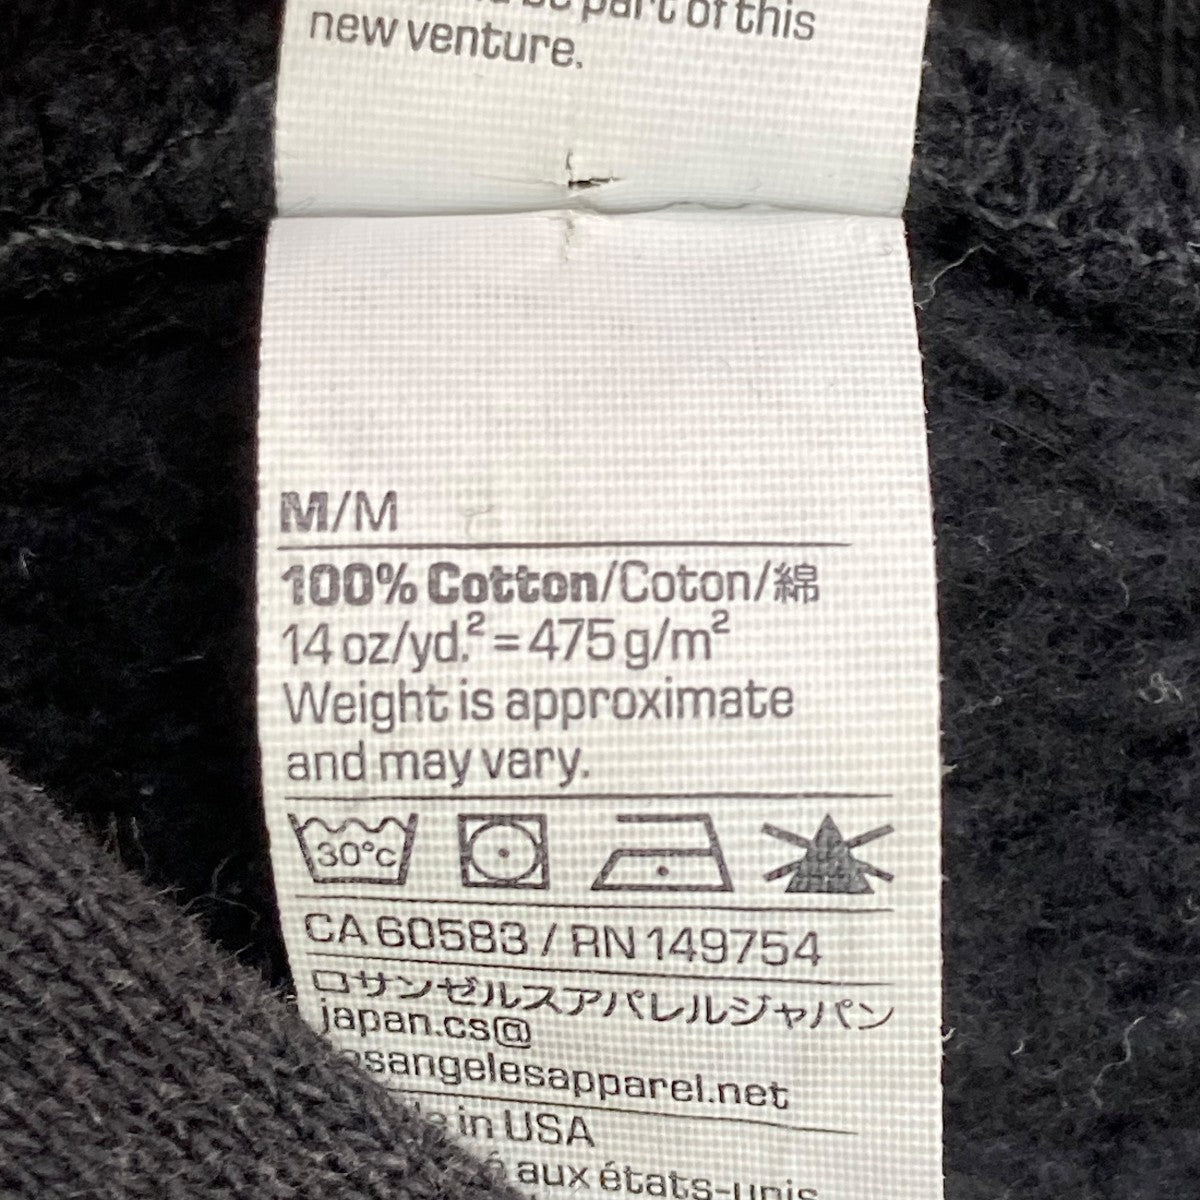 part of this
new venture.
M/M
100% Cotton/Coton/綿
14 oz/yd.² = 475 g/m²
Weight is approximate
and may vary.
30°c
CA 60583 / RN 149754
ロサンゼルスアパレルジャパン
japan.cs@
losangelesapparel.net
in USA
aux états-unis